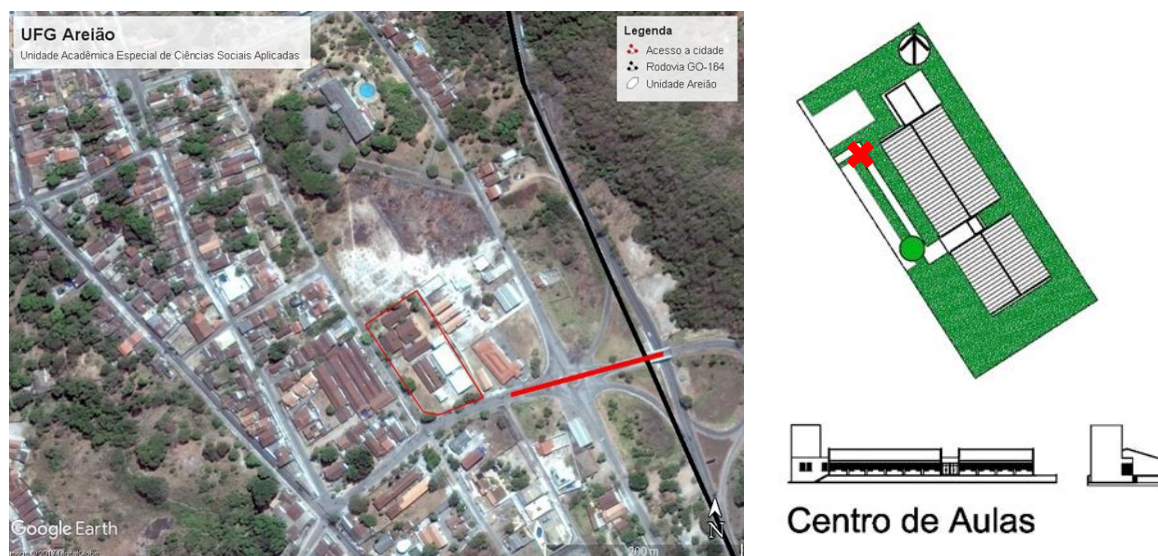 UFG Areião
Unidade Acadêmica Especial de Ciências Sociais Aplicadas
Legenda
Acesso a cidade
Rodovia GO-164
Unidade Areião
Google Earth
N
200 m
Centro de Aulas